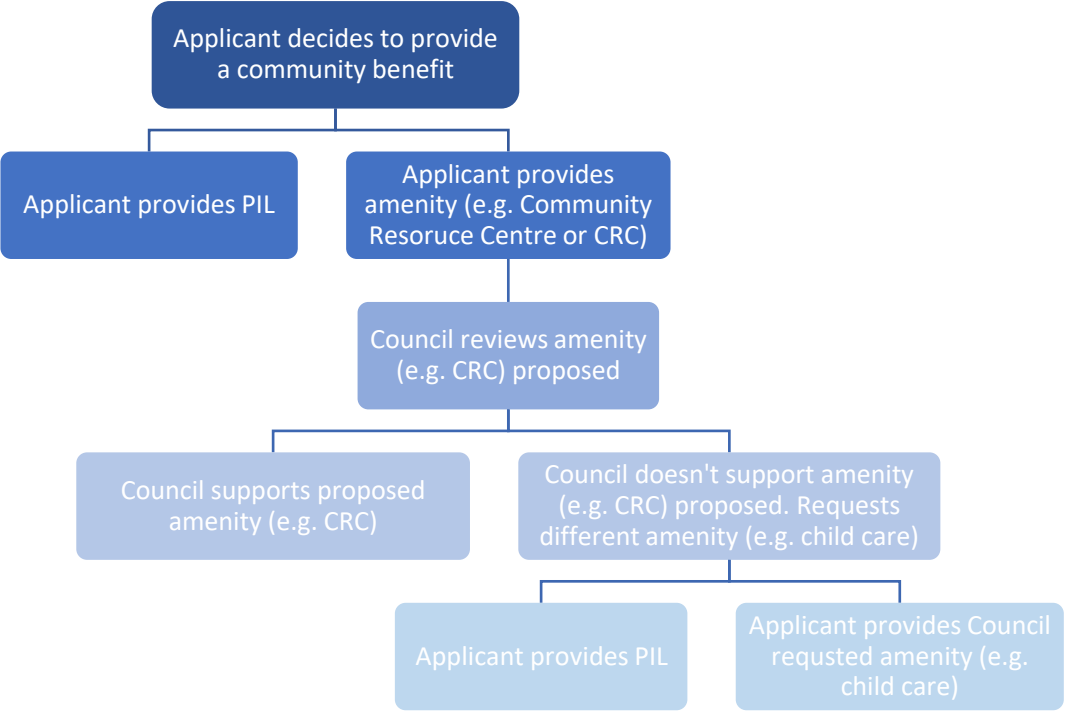 Applicant decides to provide
a community benefit
Applicant provides PIL
Applicant provides
amenity (e.g. Community
Resoruce Centre or CRC)
Council reviews amenity
(e.g. CRC) proposed
Council supports proposed
amenity (e.g. CRC)
Council doesn't support amenity
(e.g. CRC) proposed. Requests
different amenity (e.g. child care)
Applicant provides PIL
Applicant provides Council
requsted amenity (e.g.
child care)